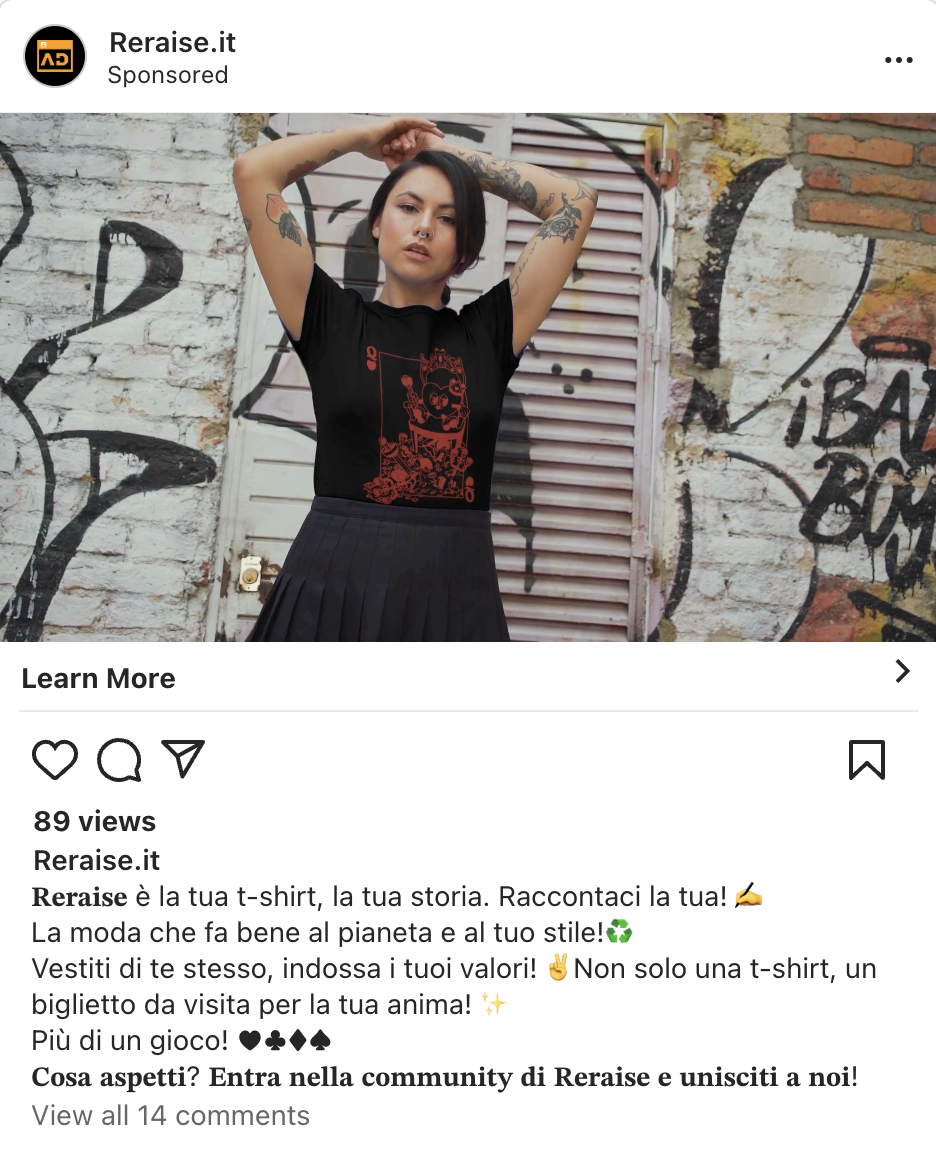 Reraise.it
AD
Sponsored
Q
Q
iBA
BOM
Learn More
89 views
Reraise.it
𝐑𝐞𝐫𝐚𝐢𝐬𝐞 è la tua t-shirt, la tua storia. Raccontaci la tua! ✍️
La moda che fa bene al pianeta e al tuo stile!♻️
Vestiti di te stesso, indossa i tuoi valori! ✌️Non solo una t-shirt, un
biglietto da visita per la tua anima! ✨
Più di un gioco! ♥♣♦♠
𝐂𝐨𝐬𝐚 𝐚𝐬𝐩𝐞𝐭𝐭𝐢? 𝐄𝐧𝐭𝐫𝐚 𝐧𝐞𝐥𝐥𝐚 𝐜𝐨𝐦𝐦𝐮𝐧𝐢𝐭𝐲 𝐝𝐢 𝐑𝐞𝐫𝐚𝐢𝐬𝐞 𝐞 𝐮𝐧𝐢𝐬𝐜𝐢𝐭𝐢 𝐚 𝐧𝐨𝐢!
View all 14 comments